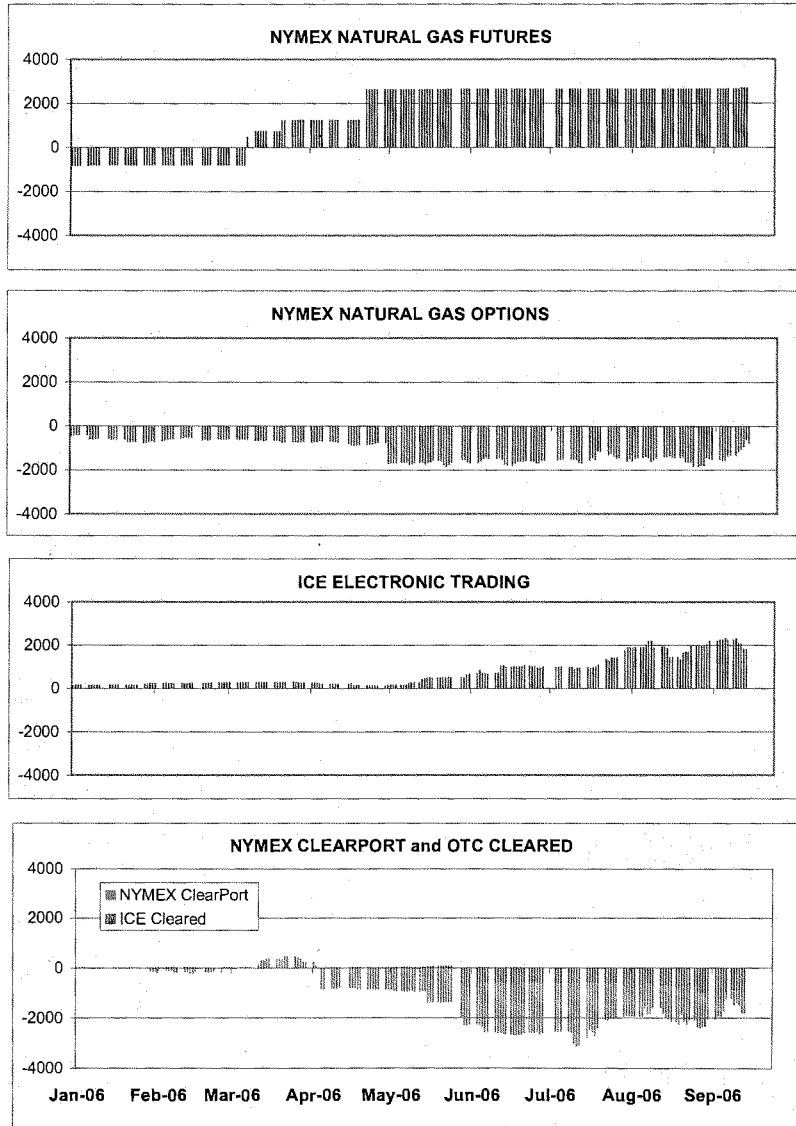 NYMEX NATURAL GAS FUTURES
4000
2000
0
-2000
-4000
NYMEX NATURAL GAS OPTIONS
4000
2000
0
-2000
-4000
ICE ELECTRONIC TRADING
4000
2000
0
-2000
-4000
NYMEX CLEARPORT and OTC CLEARED
4000
2000
0
-2000
-4000
NYMEX ClearPort
ICE Cleared
Jan-06 Feb-06 Mar-06 Apr-06 May-06 Jun-06 Jul-06 Aug-06 Sep-06